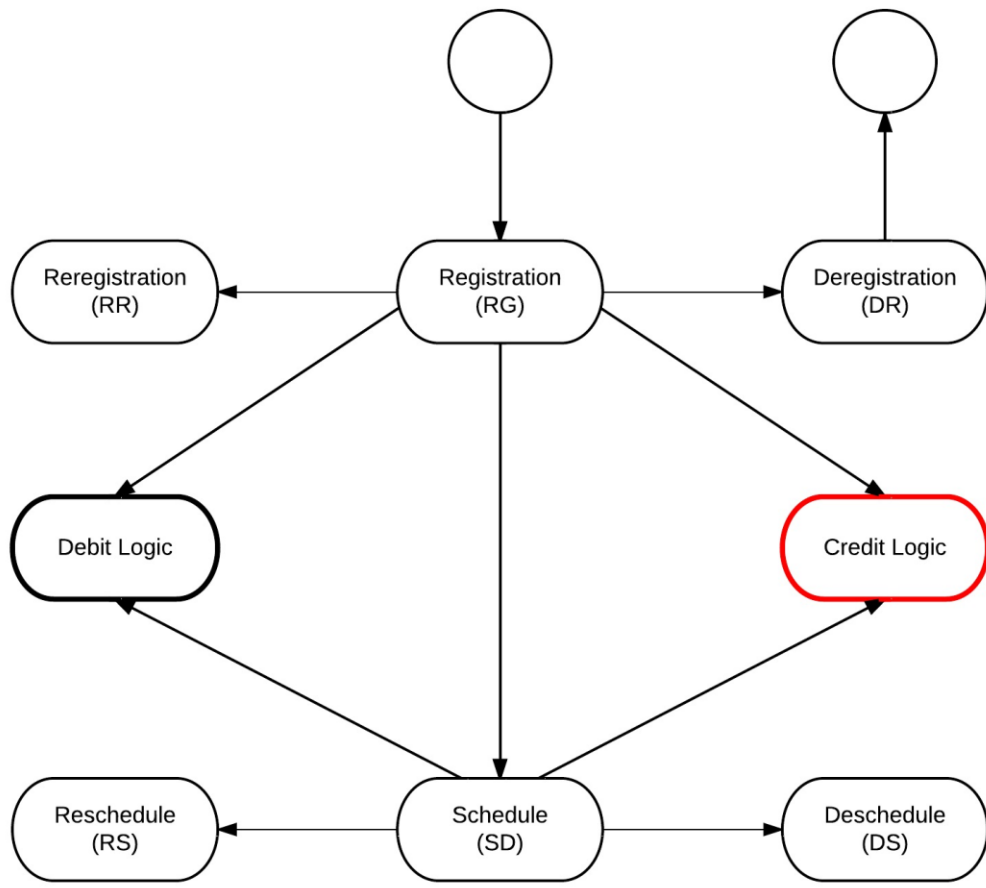 Reregistration
(RR)
Registration
(RG)
Deregistration
(DR)
Debit Logic
Credit Logic
Reschedule
(RS)
Schedule
(SD)
Deschedule
(DS)